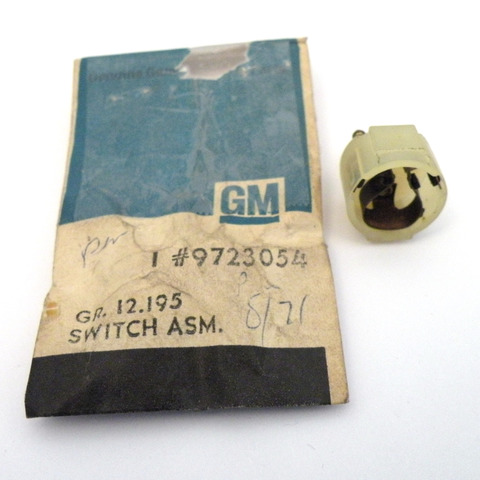 GM
1 #9723054
GR. 12.195
SWITCH ASM.
8/71